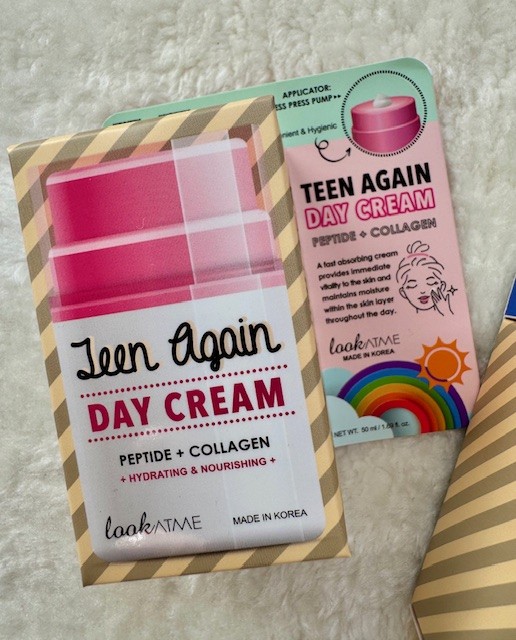 Teen Again
DAY CREAM
PEPTIDE + COLLAGEN
+ HYDRATING & NOURISHING +
lookATME
MADE IN KOREA
APPLICATOR:
PRESS PUMP
& Hygienic
TEEN AGAIN
DAY CREAM
PEPTIDE + COLLAGEN
A fast absorbing cream
provides immediate
vitality to the skin and
maintains moisture
within the skin layer
throughout the day.
lookATME
MADE IN KOREA
NET WT. 50 ml / 1.69 fl. oz.